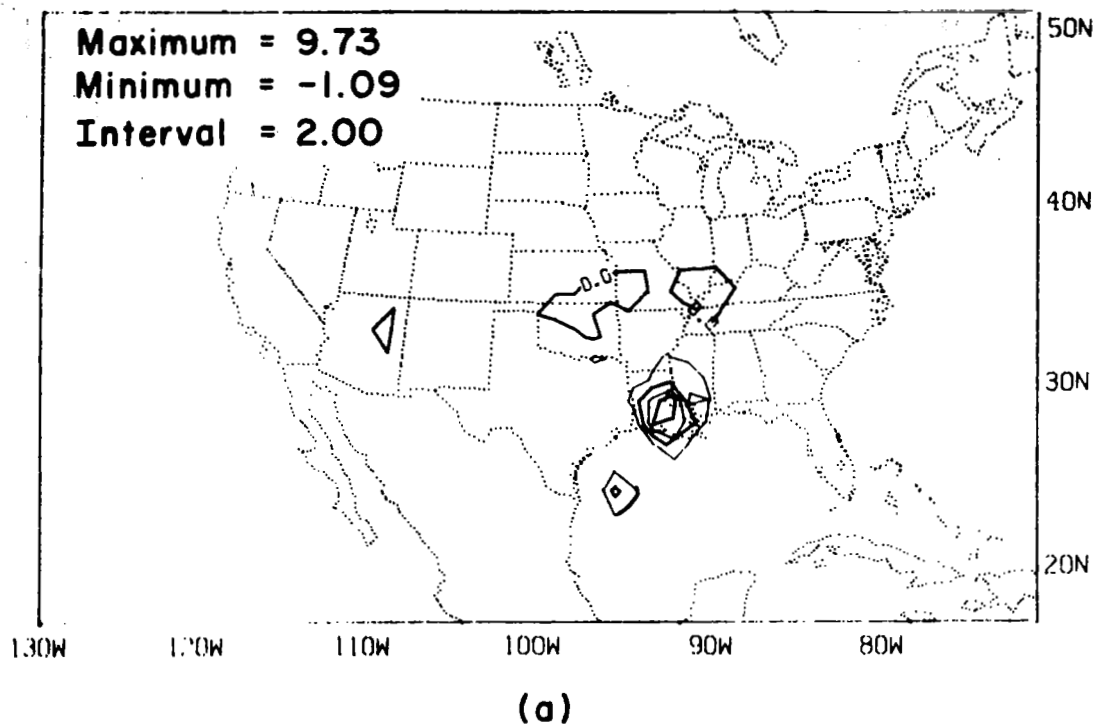 Maximum = 9.73
Minimum = -1.09
Interval = 2.00
50N
40N
0.0
30N
20N
130W 120W 110W 100W 90W 80W
(a)